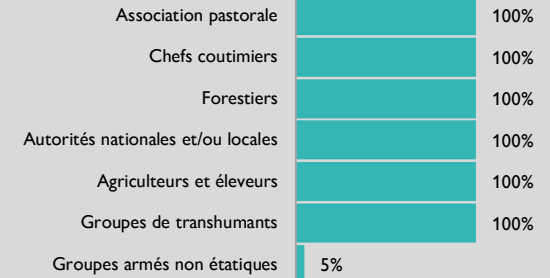 Association pastorale 100%
Chefs coutimiers 100%
Forestiers 100%
Autorités nationales et/ou locales 100%
Agriculteurs et éleveurs 100%
Groupes de transhumants 100%
Groupes armés non étatiques 5%